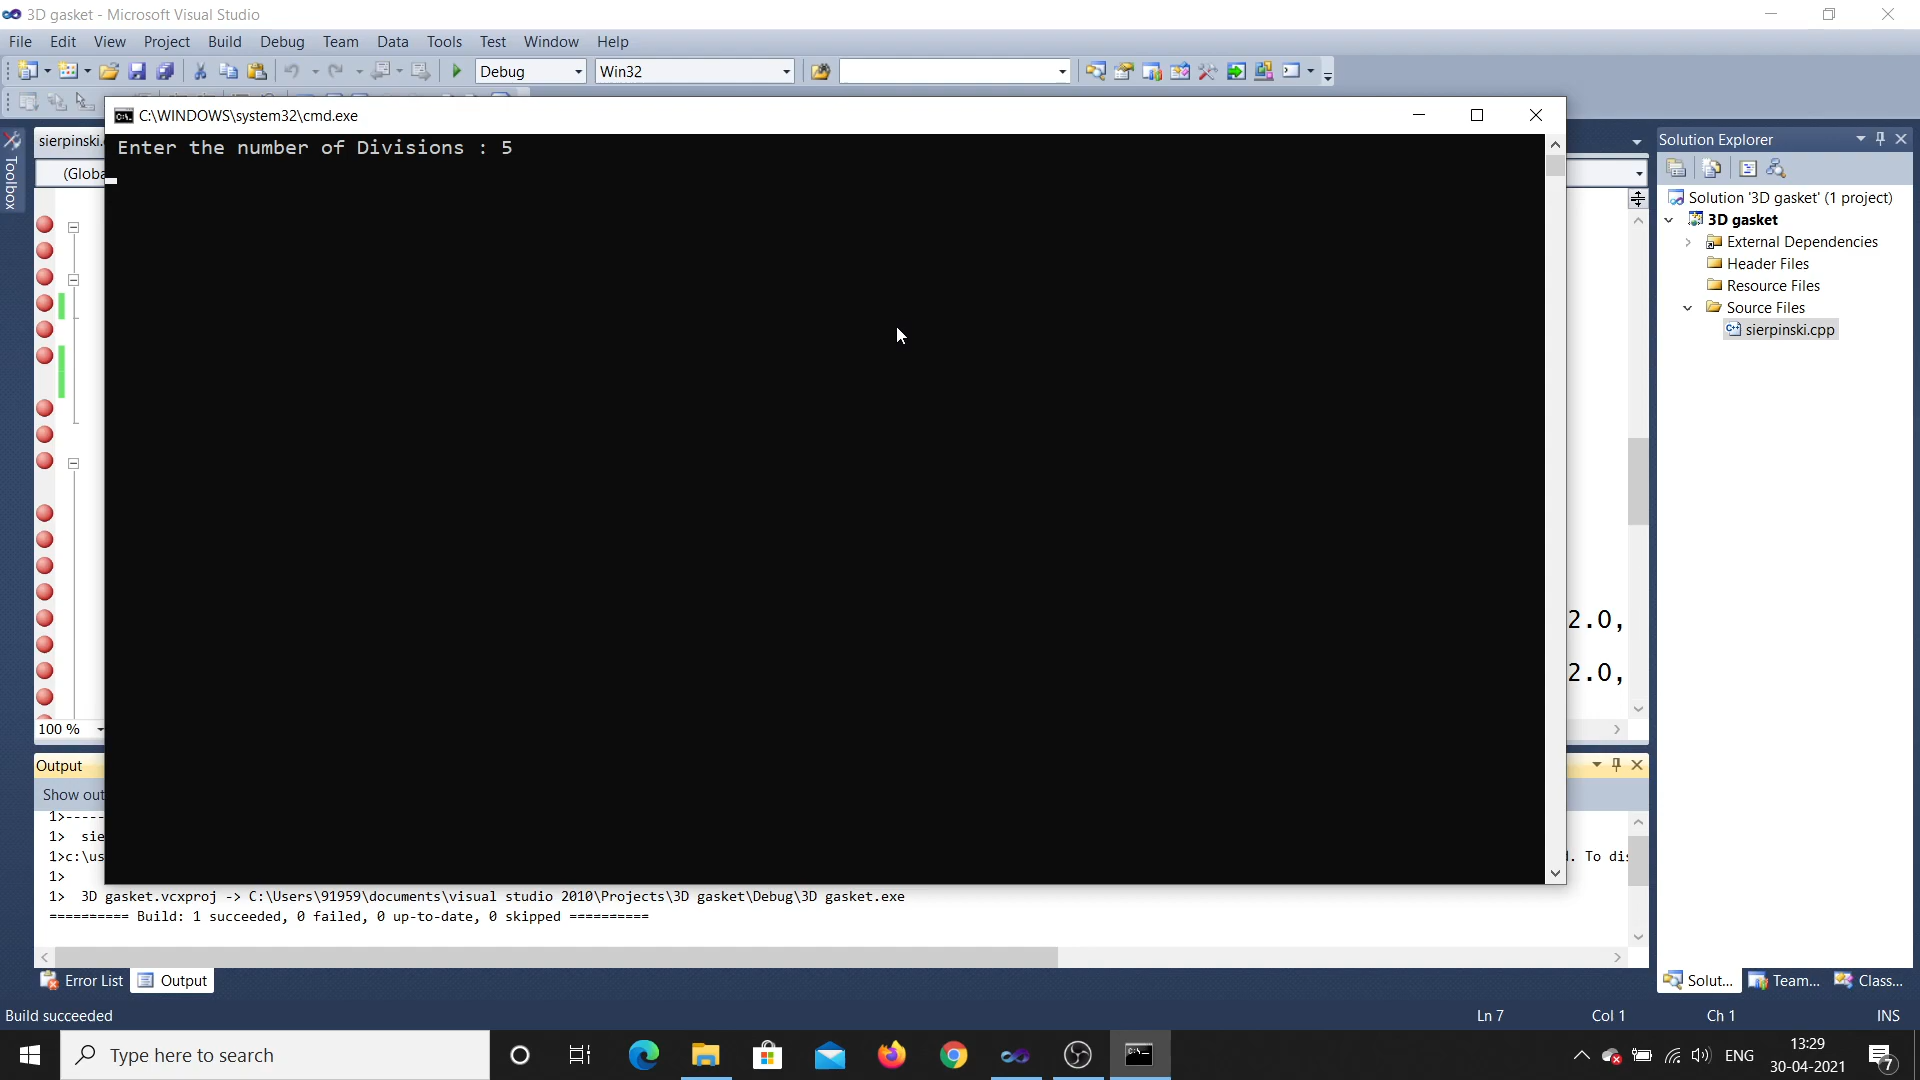 3D gasket - Microsoft Visual Studio
File Edit View Project Build Debug Team Data Tools Test Window Help
Debug Win32
C:\WINDOWS\system32\cmd.exe
Enter the number of Divisions : 5
Toolbox
sierpinski.
(Globa
2.0,
2.0,
100 %
Solution Explorer
Solution '3D gasket' (1 project)
3D gasket
External Dependencies
Header Files
Resource Files
Source Files
sierpinski.cpp
Output
Show out
1>-----
1> sie
1>c:\us
. To dis
1>
1> 3D gasket.vcxproj -> C:\Users\91959\documents\visual studio 2010\Projects\3D gasket\Debug\3D gasket.exe
========== Build: 1 succeeded, 0 failed, 0 up-to-date, 0 skipped ==========
Error List Output
Solut... Team... Class...
Build succeeded Ln 7 Col 1 Ch 1 INS
Type here to search
ENG
13:29
30-04-2021
7